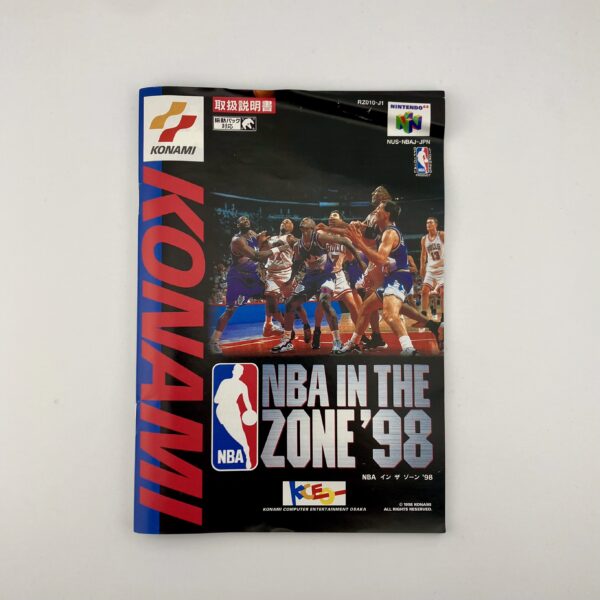 KONAMI
取扱説明書
RZ010-J1
振動パック
対応
NINTENDO 64
NUS-NBAJ-JPN
KONAMI
NBA
NBA IN THE
ZONE '98
NBA イン ザ ゾーン '98
KCEO
KONAMI COMPUTER ENTERTAINMENT OSAKA
© 1998 KONAMI
ALL RIGHTS RESERVED.